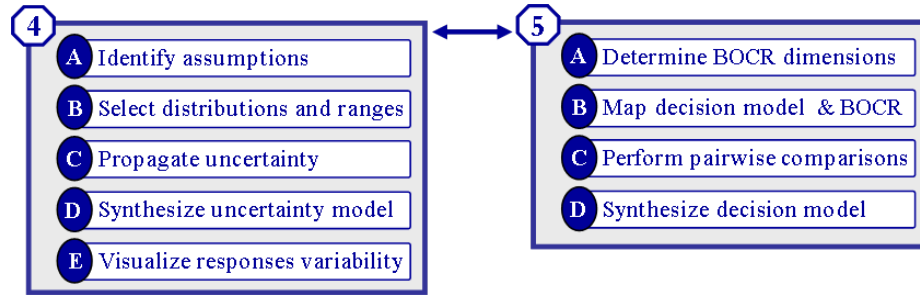 4
A Identify assumptions
B Select distributions and ranges
C Propagate uncertainty
D Synthesize uncertainty model
E Visualize responses variability
5
A Determine BOCR dimensions
B Map decision model & BOCR
C Perform pairwise comparisons
D Synthesize decision model